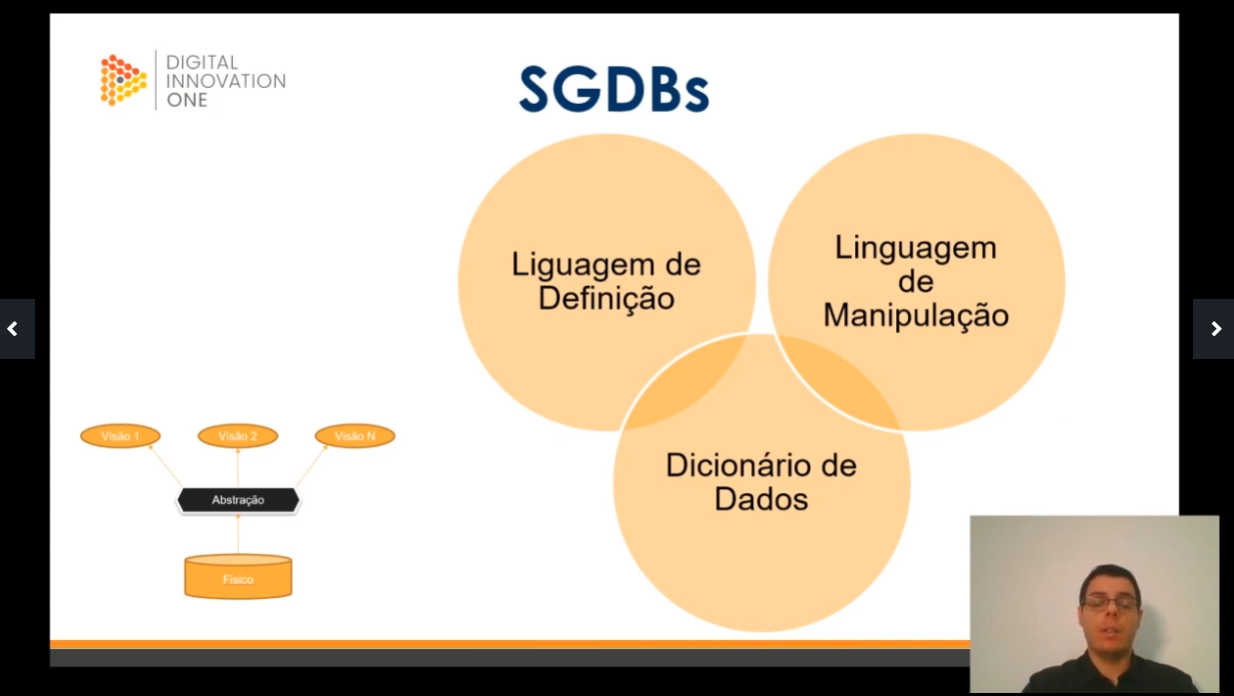 DIGITAL
INNOVATION
ONE
SGDBs
Liguagem de
Definição
Linguagem
de
Manipulação
Dicionário de
Dados
Visão 1
Visão 2
Visão N
Abstração
Físico